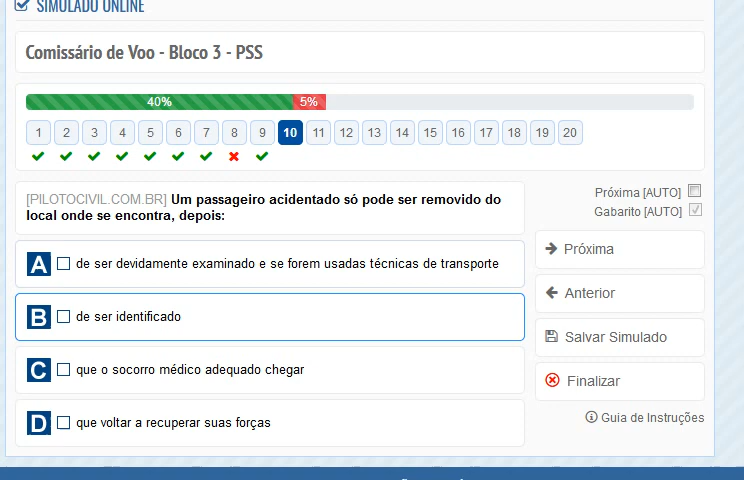 SIMULADO ONLINE
Comissário de Voo - Bloco 3 - PSS
40% 5%
1 2 3 4 5 6 7 8 9 10 11 12 13 14 15 16 17 18 19 20
[PILOTOCIVIL.COM.BR] Um passageiro acidentado só pode ser removido do
local onde se encontra, depois:
A de ser devidamente examinado e se forem usadas técnicas de transporte
B de ser identificado
C que o socorro médico adequado chegar
D que voltar a recuperar suas forças
Próxima [AUTO]
Gabarito [AUTO]
Próxima
Anterior
Salvar Simulado
Finalizar
Guia de Instruções